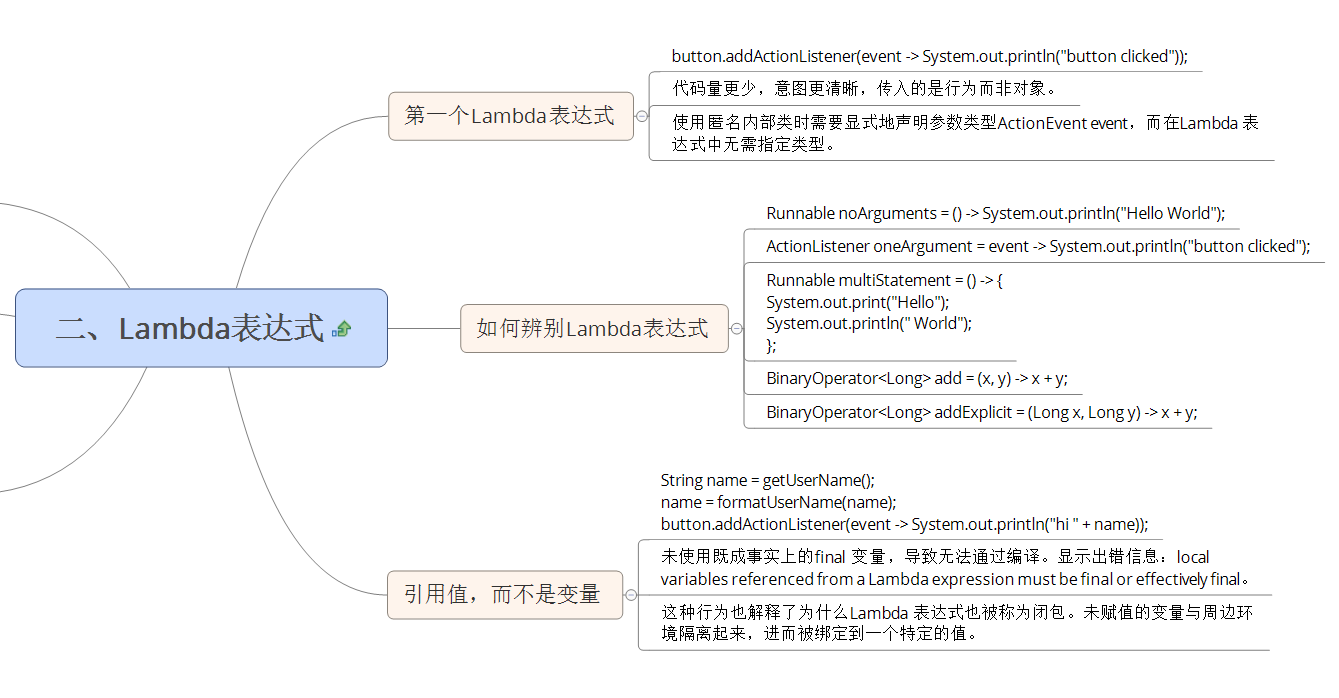 button.addActionListener(event -> System.out.println("button clicked"));
第一个Lambda表达式
代码量更少，意图更清晰，传入的是行为而非对象。
使用匿名内部类时需要显式地声明参数类型ActionEvent event，而在Lambda 表
达式中无需指定类型。
Runnable noArguments = () -> System.out.println("Hello World");
ActionListener oneArgument = event -> System.out.println("button clicked");
二、Lambda表达式
如何辨别Lambda表达式
Runnable multiStatement = () -> {
System.out.print("Hello");
System.out.println(" World");
};
BinaryOperator<Long> add = (x, y) -> x + y;
BinaryOperator<Long> addExplicit = (Long x, Long y) -> x + y;
String name = getUserName();
name = formatUserName(name);
button.addActionListener(event -> System.out.println("hi " + name));
引用值，而不是变量
未使用既成事实上的final 变量，导致无法通过编译。显示出错信息：local
variables referenced from a Lambda expression must be final or effectively final。
这种行为也解释了为什么Lambda 表达式也被称为闭包。未赋值的变量与周边环
境隔离起来，进而被绑定到一个特定的值。